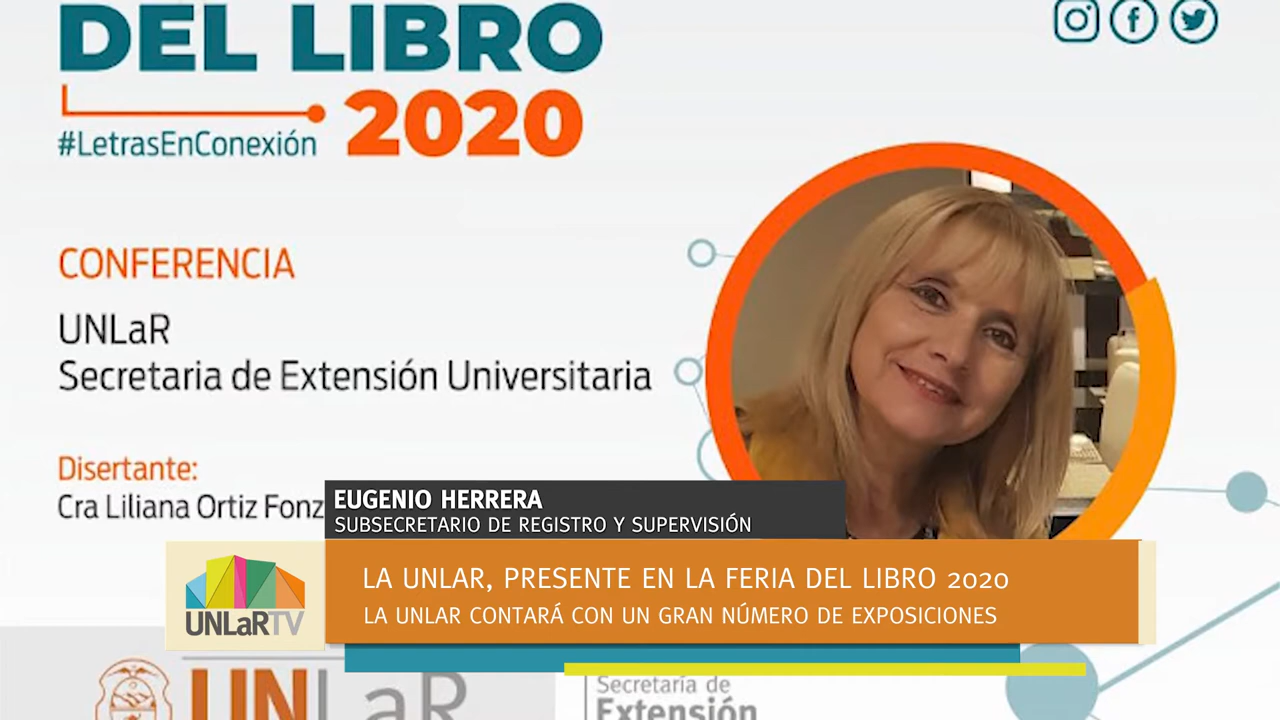 DEL LIBRO
2020
#LetrasEnConexión
CONFERENCIA
UNLaR
Secretaria de Extensión Universitaria
Disertante:
Cra Liliana Ortiz Fonz
EUGENIO HERRERA
SUBSECRETARIO DE REGISTRO Y SUPERVISIÓN
LA UNLAR, PRESENTE EN LA FERIA DEL LIBRO 2020
LA UNLAR CONTARÁ CON UN GRAN NÚMERO DE EXPOSICIONES
UNLaRTV
UNLaR
Secretaría de
Extensión